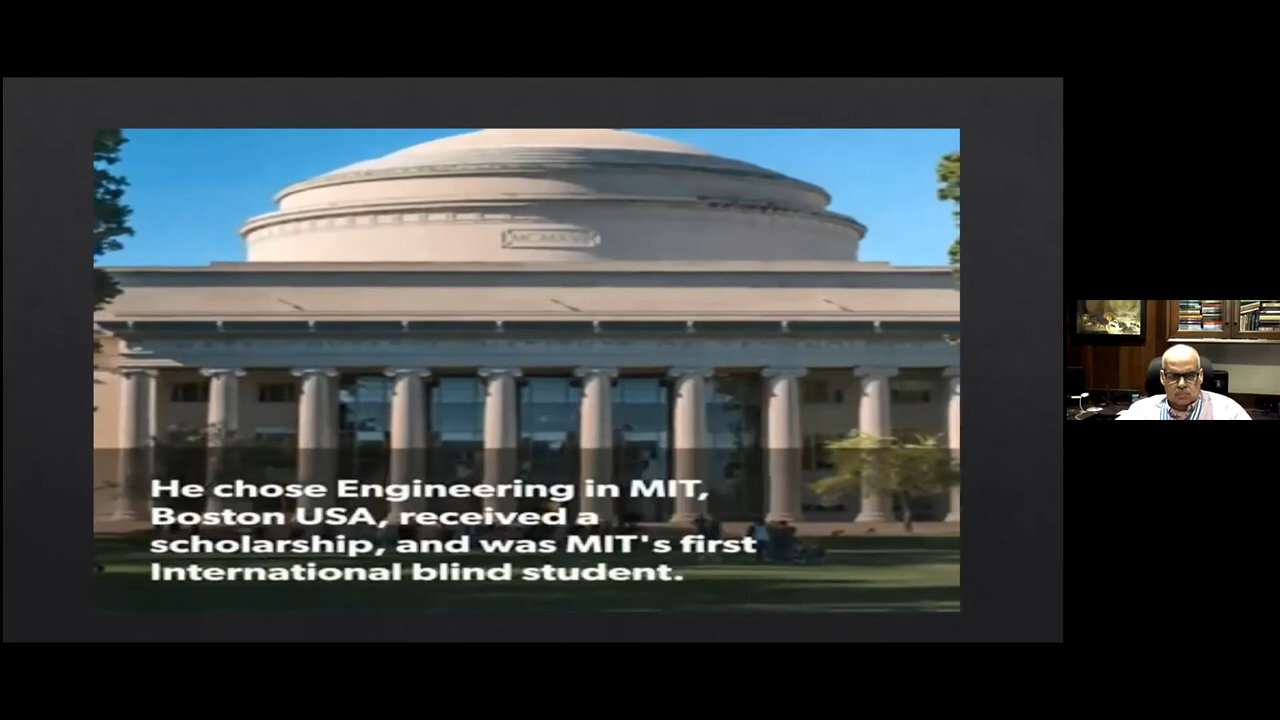 He chose Engineering in MIT,
Boston USA, received a
scholarship, and was MIT's first
International blind student.